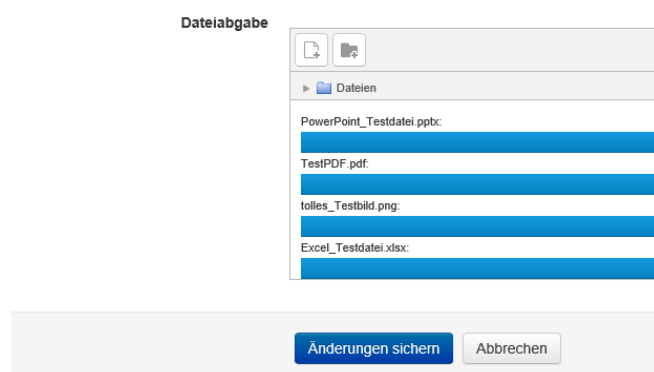 Dateiabgabe
Dateien
PowerPoint_Testdatei.pptx:
TestPDF.pdf:
tolles_Testbild.png:
Excel_Testdatei.xlsx:
Änderungen sichern Abbrechen